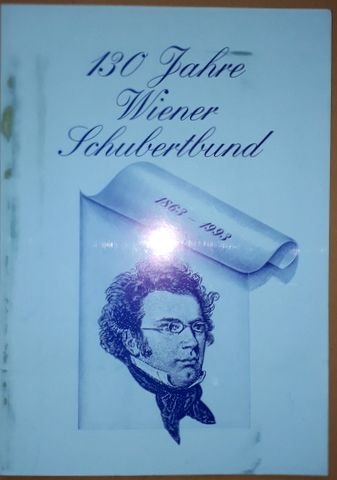 130 Jahre
Wiener
Schubertbund
1863 - 1993